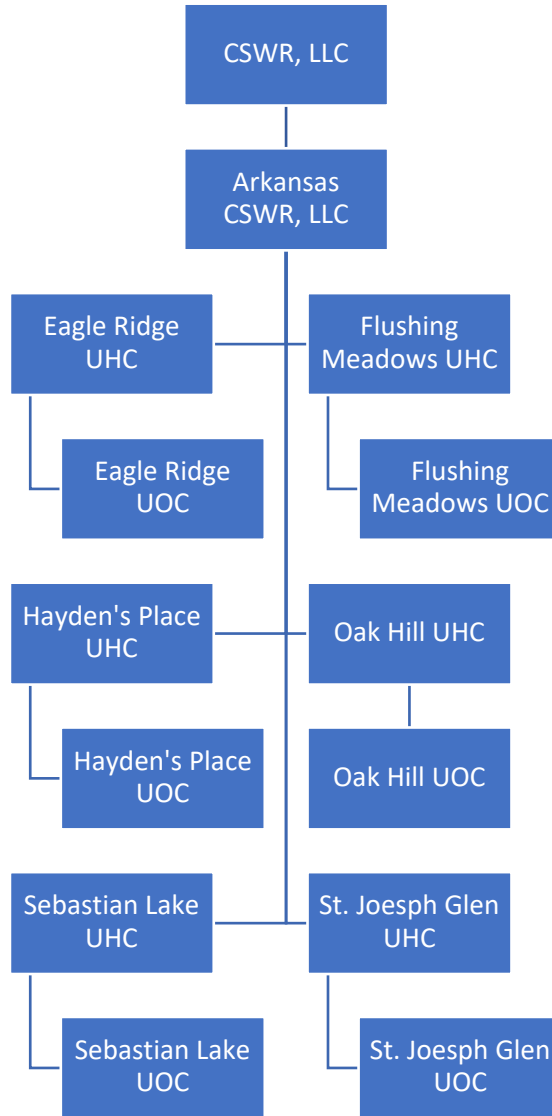 CSWR, LLC
Arkansas
CSWR, LLC
Eagle Ridge
UHC
Flushing
Meadows UHC
Eagle Ridge
UOC
Flushing
Meadows UOC
Hayden's Place
UHC
Oak Hill UHC
Hayden's Place
UOC
Oak Hill UOC
Sebastian Lake
UHC
St. Joesph Glen
UHC
Sebastian Lake
UOC
St. Joesph Glen
UOC